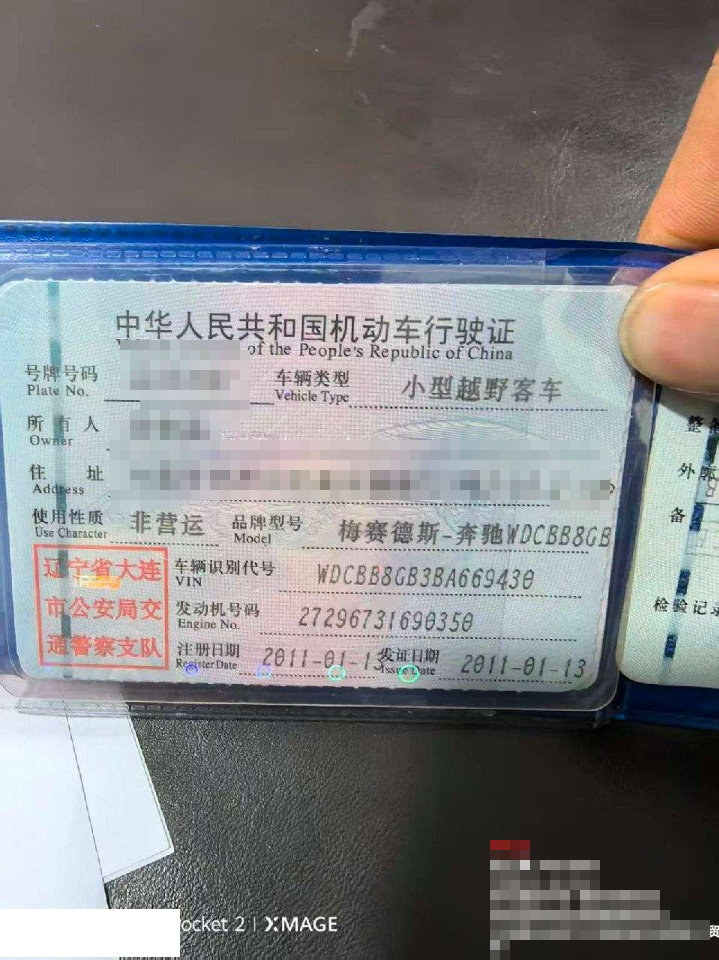 中华人民共和国机动车行驶证
of the People's Republic of China
号牌号码
Plate No.
车辆类型 小型越野客车
Vehicle Type
所有人
Owner
住址
Address
使用性质 非营运 品牌型号 梅赛德斯-奔驰WDCBB8GB
Use Character Model
辽宁省大连
市公安局交
通警察支队
车辆识别代号 WDCBB8GB3BA669430
VIN
发动机号码 27296731690350
Engine No.
注册日期 2011-01-13 发证日期 2011-01-13
Register Date Issue Date
整
外廓
备
检验记录
ocket 2 | XMAGE
贸